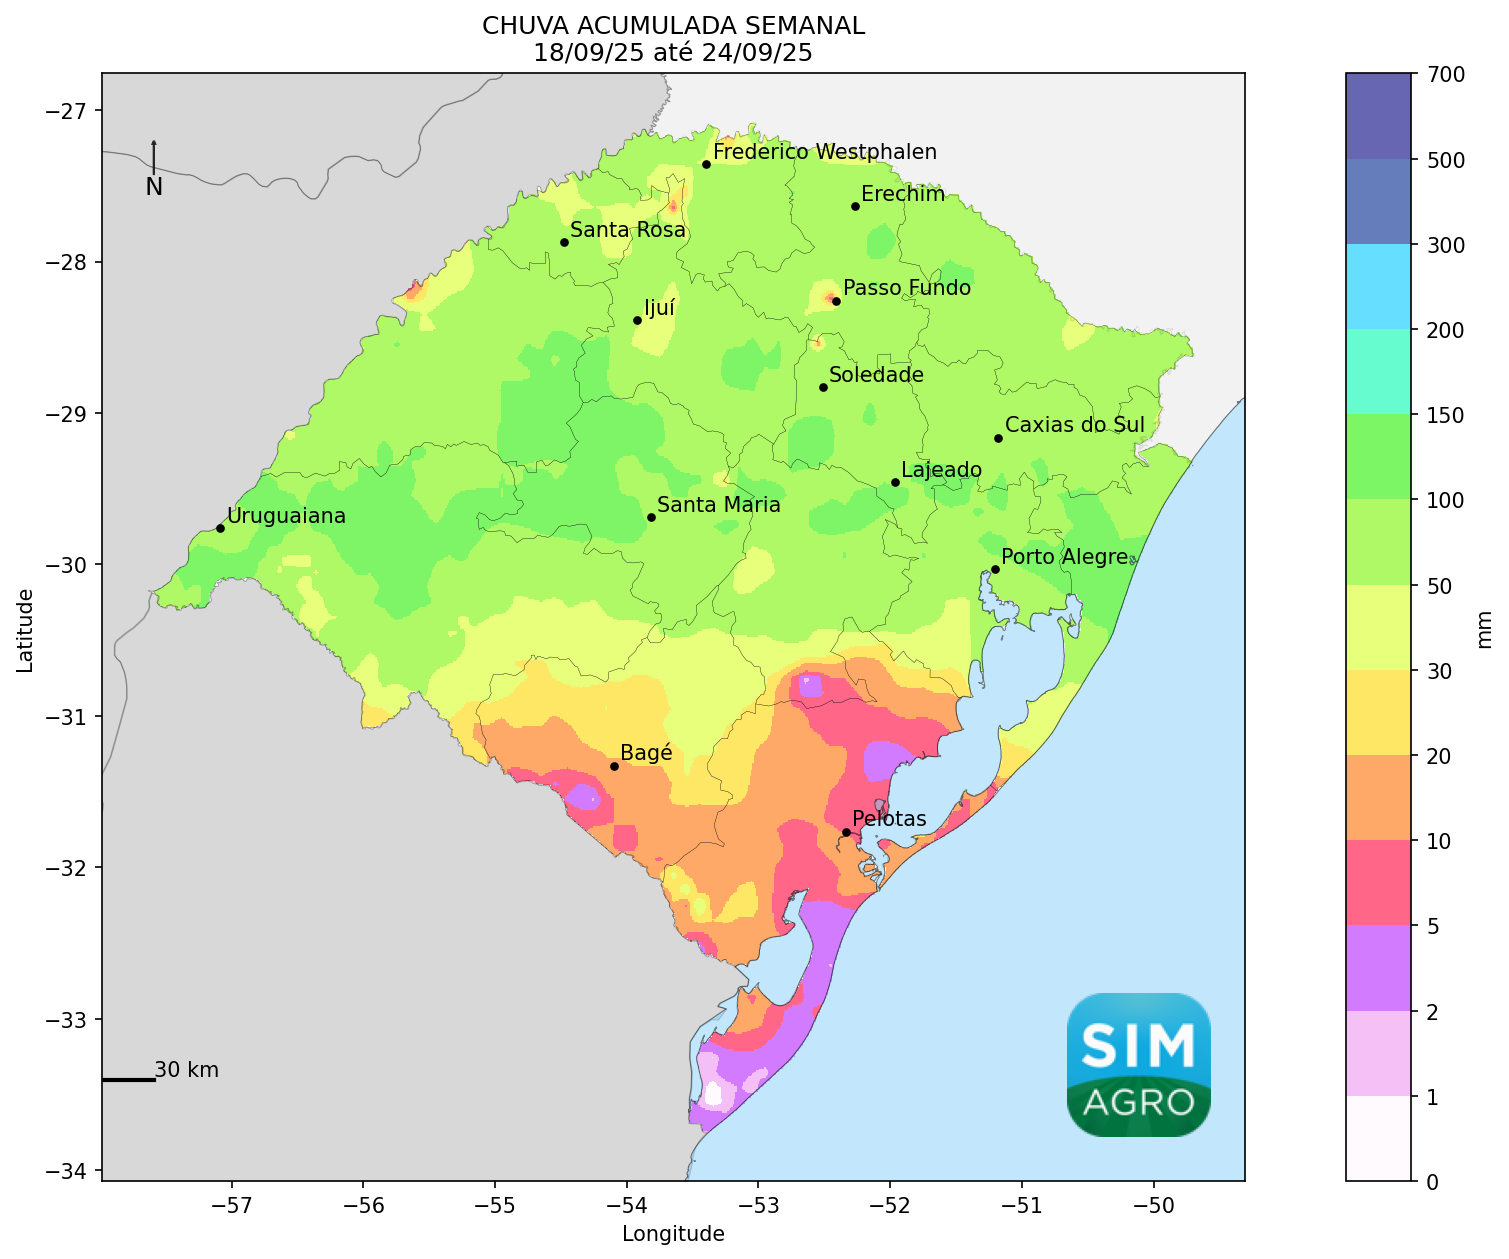 CHUVA ACUMULADA SEMANAL
18/09/25 até 24/09/25
−27
−28
−29
−30
−31
−32
−33
−34
Latitude
N
Frederico Westphalen
Erechim
Santa Rosa
Passo Fundo
Ijuí
Soledade
Caxias do Sul
Lajeado
Santa Maria
Uruguaiana
Porto Alegre
Bagé
Pelotas
30 km
SIM
AGRO
−57
−56
−55
−54
−53
−52
−51
−50
Longitude
700
500
300
200
150
100
50
30
20
10
5
2
1
0
mm